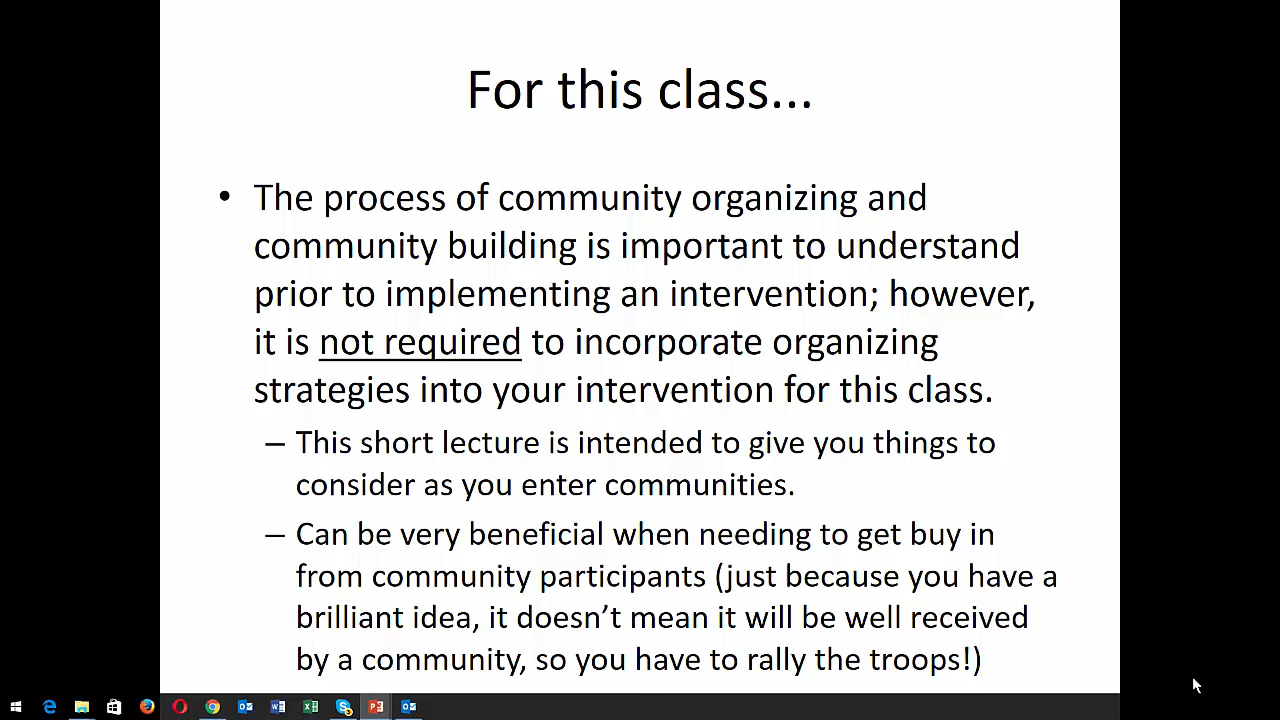 For this class...
• The process of community organizing and
community building is important to understand
prior to implementing an intervention; however,
it is not required to incorporate organizing
strategies into your intervention for this class.
– This short lecture is intended to give you things to
consider as you enter communities.
– Can be very beneficial when needing to get buy in
from community participants (just because you have a
brilliant idea, it doesn’t mean it will be well received
by a community, so you have to rally the troops!)